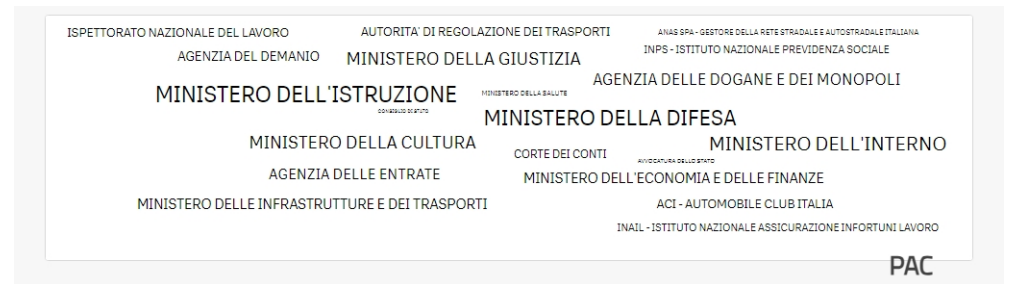 ISPETTORATO NAZIONALE DEL LAVORO
AUTORITA' DI REGOLAZIONE DEI TRASPORTI
ANAS SPA - GESTORE DELLA RETE STRADALE E AUTOSTRADALE ITALIANA
AGENZIA DEL DEMANIO
MINISTERO DELLA GIUSTIZIA
INPS - ISTITUTO NAZIONALE PREVIDENZA SOCIALE
AGENZIA DELLE DOGANE E DEI MONOPOLI
MINISTERO DELL'ISTRUZIONE
MINISTERO DELLA SALUTE
CONSIGLIO DI STATO
MINISTERO DELLA DIFESA
MINISTERO DELLA CULTURA
MINISTERO DELL'INTERNO
CORTE DEI CONTI
AVVOCATURA DELLO STATO
AGENZIA DELLE ENTRATE
MINISTERO DELL'ECONOMIA E DELLE FINANZE
MINISTERO DELLE INFRASTRUTTURE E DEI TRASPORTI
ACI - AUTOMOBILE CLUB ITALIA
INAIL - ISTITUTO NAZIONALE ASSICURAZIONE INFORTUNI LAVORO
PAC